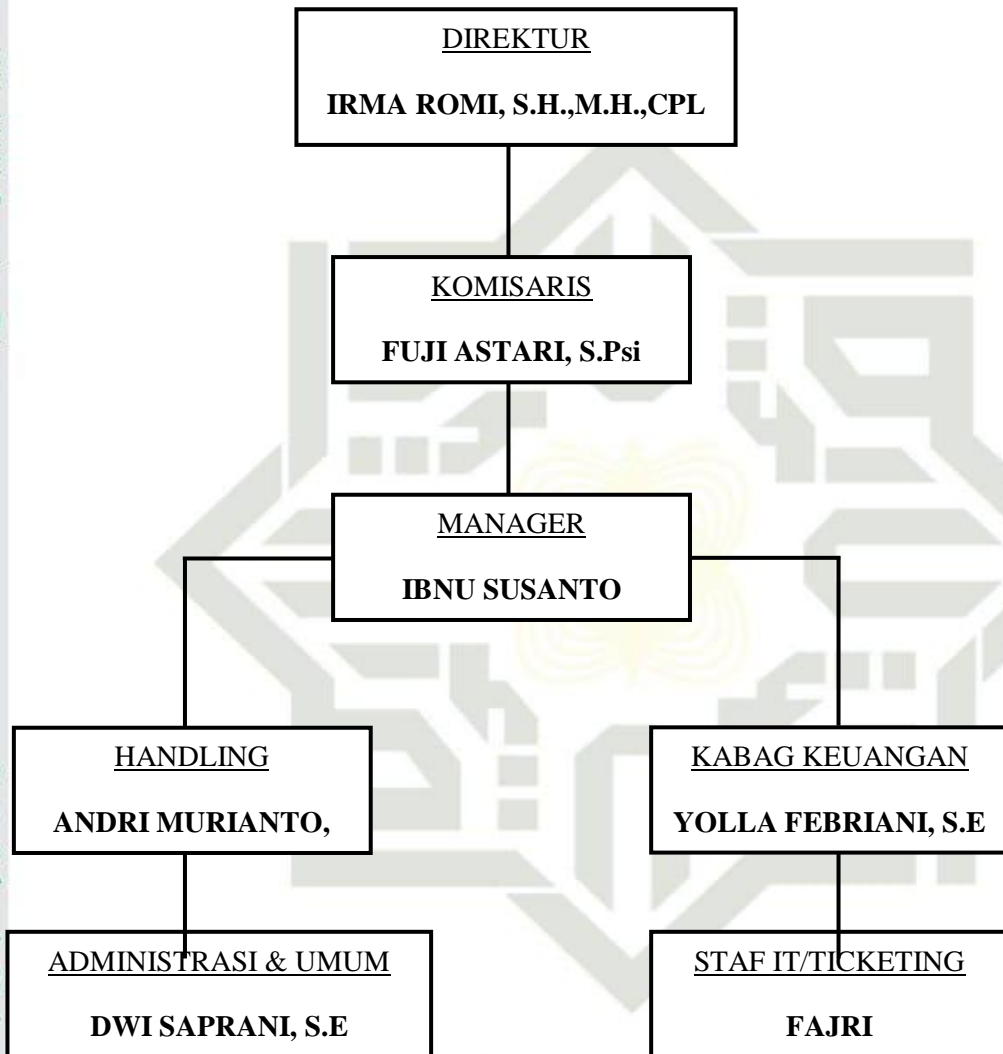 DIREKTUR
IRMA ROMI, S.H.,M.H.,CPL
KOMISARIS
FUJI ASTARI, S.Psi
MANAGER
IBNU SUSANTO
HANDLING
ANDRI MURIANTO,
KABAG KEUANGAN
YOLLA FEBRIANI, S.E
ADMINISTRASI & UMUM
DWI SAPRANI, S.E
STAF IT/TICKETING
FAJRI